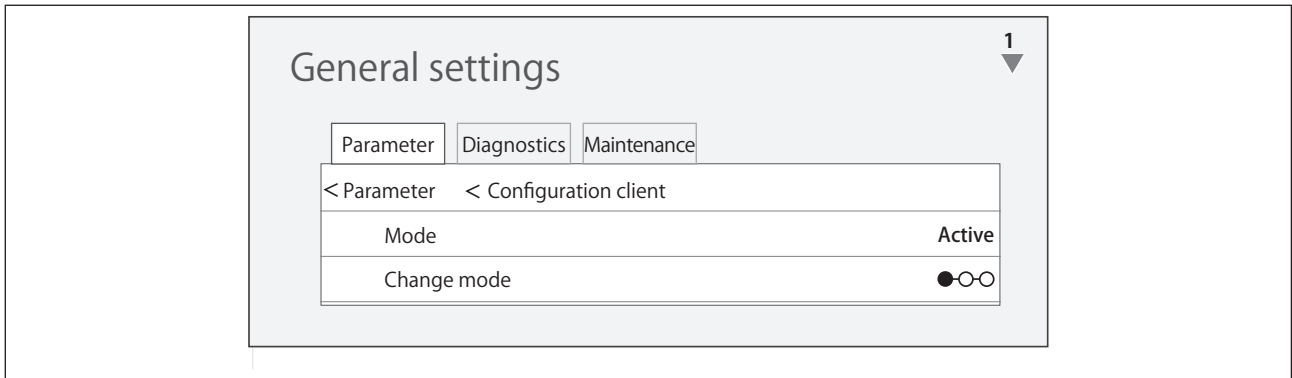 1
General settings
Parameter Diagnostics Maintenance
< Parameter < Configuration client
Mode Active
Change mode